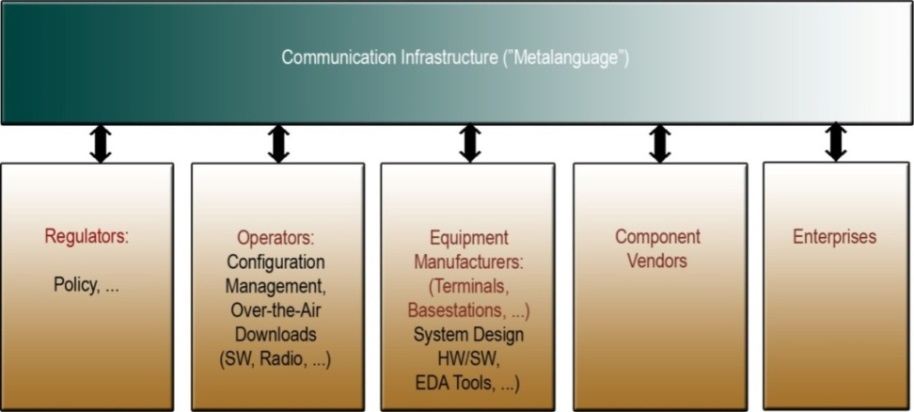 Communication Infrastructure ("Metalanguage")
Regulators:
Policy, ...
Operators:
Configuration
Management,
Over-the-Air
Downloads
(SW, Radio, ...)
Equipment
Manufacturers:
(Terminals,
Basestations, ...)
System Design
HW/SW,
EDA Tools, ...)
Component
Vendors
Enterprises